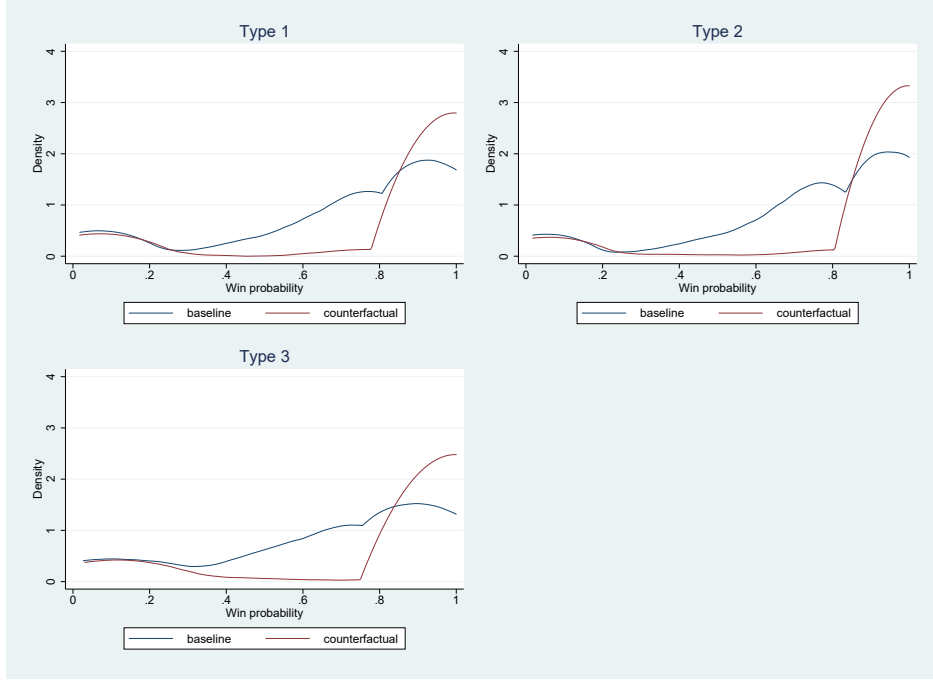 Type 1
4
3
2
1
0
Density
0 .2 .4 .6 .8 1
Win probability
baseline counterfactual
Type 2
4
3
2
1
0
Density
0 .2 .4 .6 .8 1
Win probability
baseline counterfactual
Type 3
4
3
2
1
0
Density
0 .2 .4 .6 .8 1
Win probability
baseline counterfactual